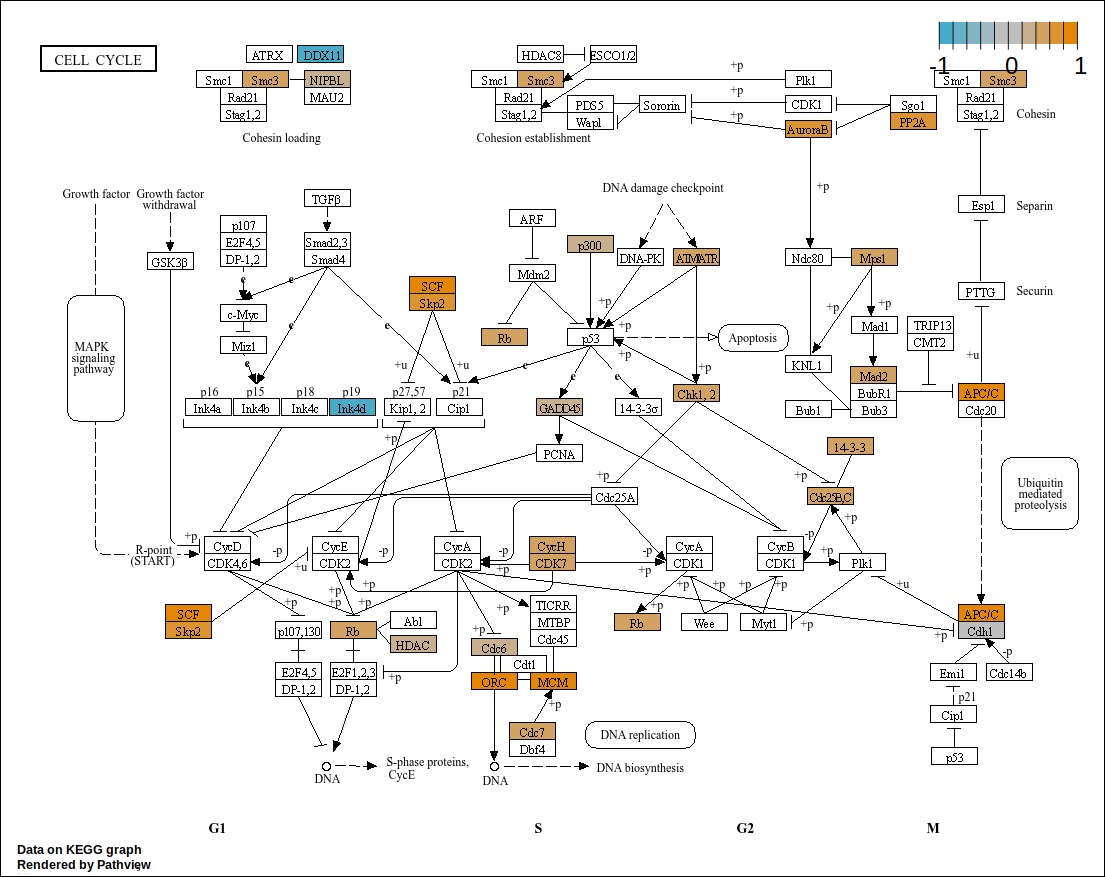 CELL CYCLE
ATRX
DDX11
Smc1
Smc3
NIPBL
Rad21
MAU2
Stag1,2
Cohesin loading
HDAC8
ESCO1/2
Smc1
Smc3
Rad21
Stag1,2
PDS5
Wapl
Sororin
Cohesion establishment
+p
Plk1
+p
CDK1
+p
AuroraB
Sgo1
PP2A
-1
0
1
Smc1
Smc3
Rad21
Stag1,2
Cohesin
Growth factor
Growth factor
withdrawal
GSK3β
p107
E2F4,5
DP-1,2
TGFβ
Smad2,3
Smad4
e
c-Myc
Miz1
e
e
e
ARF
Mdm2
SCF
Skp2
Rb
DNA damage checkpoint
p300
DNA-PK
ATM/ATR
+p
+p
p53
+p
Apoptosis
+p
Ndc80
Mps1
+p
+p
Mad1
KNL1
Mad2
BubR1
Bub3
Bub1
TRIP13
CMT2
Esp1
Separin
PTTG
Securin
+u
APC/C
Cdc20
MAPK
signaling
pathway
p16
Ink4a
p15
Ink4b
p18
Ink4c
p19
Ink4d
+u
+u
p27,57
Kip1, 2
p21
Cip1
e
e
e
GADD45
14-3-3σ
+p
Chk1, 2
+p
PCNA
14-3-3
+p
+p
Cdc25A
Cdc25B,C
Ubiquitin
mediated
proteolysis
R-point
(START)
+p
CycD
CDK4,6
-p
CycE
CDK2
-p
CycA
CDK2
-p
+p
CycH
CDK7
-p
+p
CycA
CDK1
CycB
CDK1
-p
+p
+p
Plk1
+u
+u
+p
+p
+p
+p
+p
+p
+p
+p
SCF
Skp2
p107,130
Rb
Abl
HDAC
+p
Cdc6
TICRR
MTBP
Cdc45
Cdt1
Rb
Wee
Myt1
+p
+p
APC/C
Cdh1
E2F4,5
DP-1,2
E2F1,2,3
DP-1,2
+p
ORC
MCM
+p
Cdc7
Dbf4
DNA replication
Emi1
-p
Cdc14b
p21
Cip1
p53
DNA
S-phase proteins,
CycE
DNA
DNA biosynthesis
G1
S
G2
M
Data on KEGG graph
Rendered by Pathview